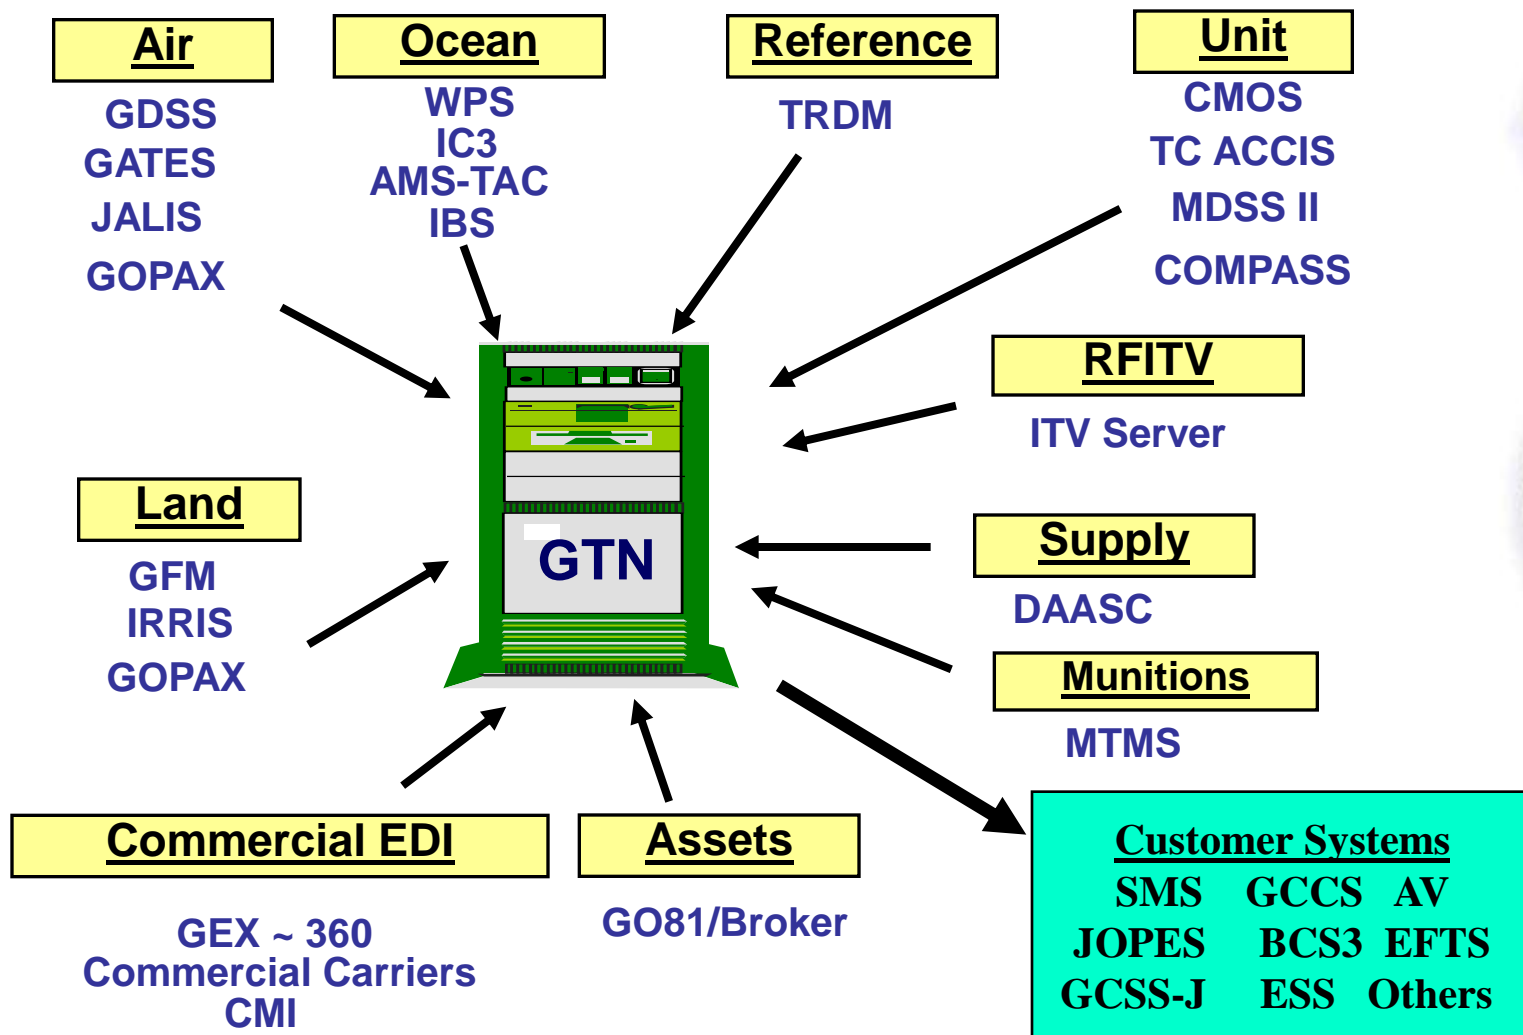 Air
GDSS
GATES
JALIS
GOPAX
Ocean
WPS
IC3
AMS-TAC
IBS
Reference
TRDM
Unit
CMOS
TC ACCIS
MDSS II
COMPASS
RFITV
ITV Server
Land
GFM
IRRIS
GOPAX
GTN
Supply
DAASC
Munitions
MTMS
Commercial EDI
GEX ~ 360
Commercial Carriers
CMI
Assets
GO81/Broker
Customer Systems
SMS GCCS AV
JOPES BCS3 EFTS
GCSS-J ESS Others